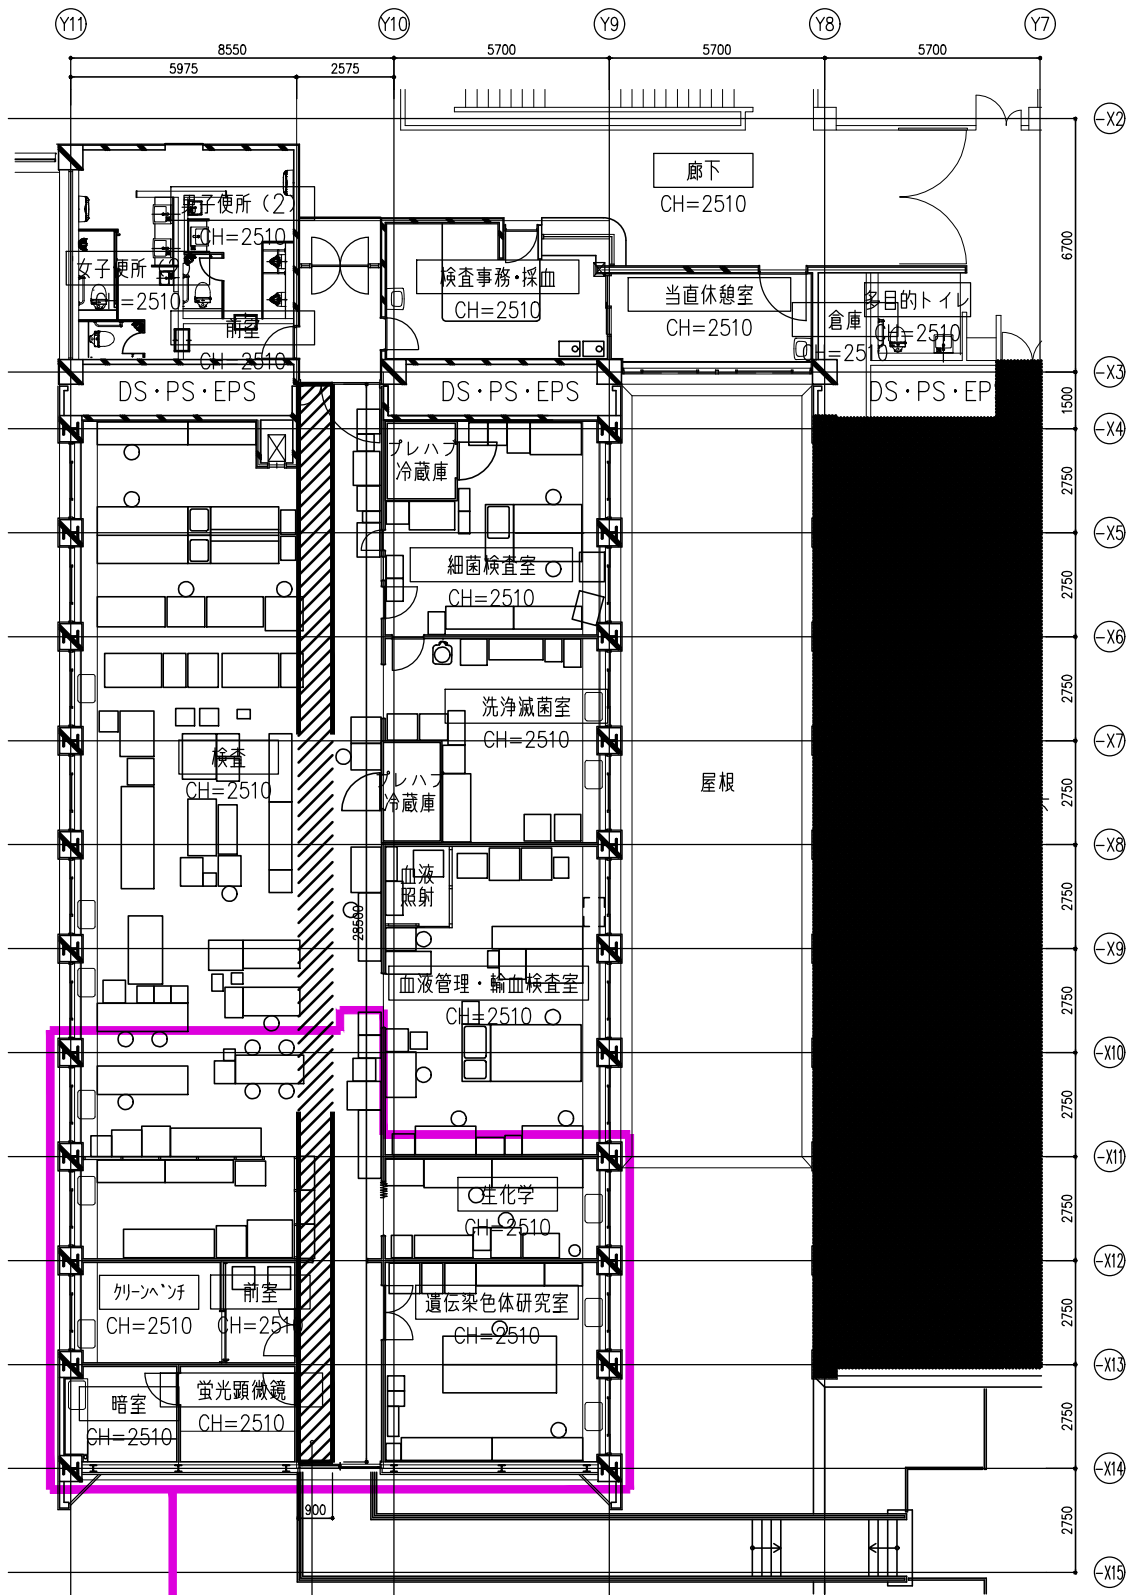 Y11
Y10
Y9
Y8
Y7
8550
5700
5700
5700
5975
2575
-X2
廊下
CH=2510
男子便所(2)
CH=2510
6700
女子便所
CH=2510
検査事務・採血
CH=2510
当直休憩室
CH=2510
倉庫
CH=2510
多目的トイレ
CH=2510
前室
CH=2510
-X3
DS・PS・EPS
DS・PS・EPS
DS・PS・EP
1500
-X4
プレハブ
冷蔵庫
2750
-X5
細菌検査室
CH=2510
2750
-X6
洗浄滅菌室
CH=2510
2750
-X7
検査
CH=2510
プレハブ
冷蔵庫
屋根
2750
-X8
血液
照射
28500
2750
-X9
血液管理・輸血検査室
CH=2510
2750
-X10
2750
-X11
生化学
CH=2510
2750
-X12
クリーンベンチ
CH=2510
前室
CH=2510
遺伝染色体研究室
CH=2510
2750
-X13
暗室
CH=2510
蛍光顕微鏡
CH=2510
2750
-X14
900
2750
-X15